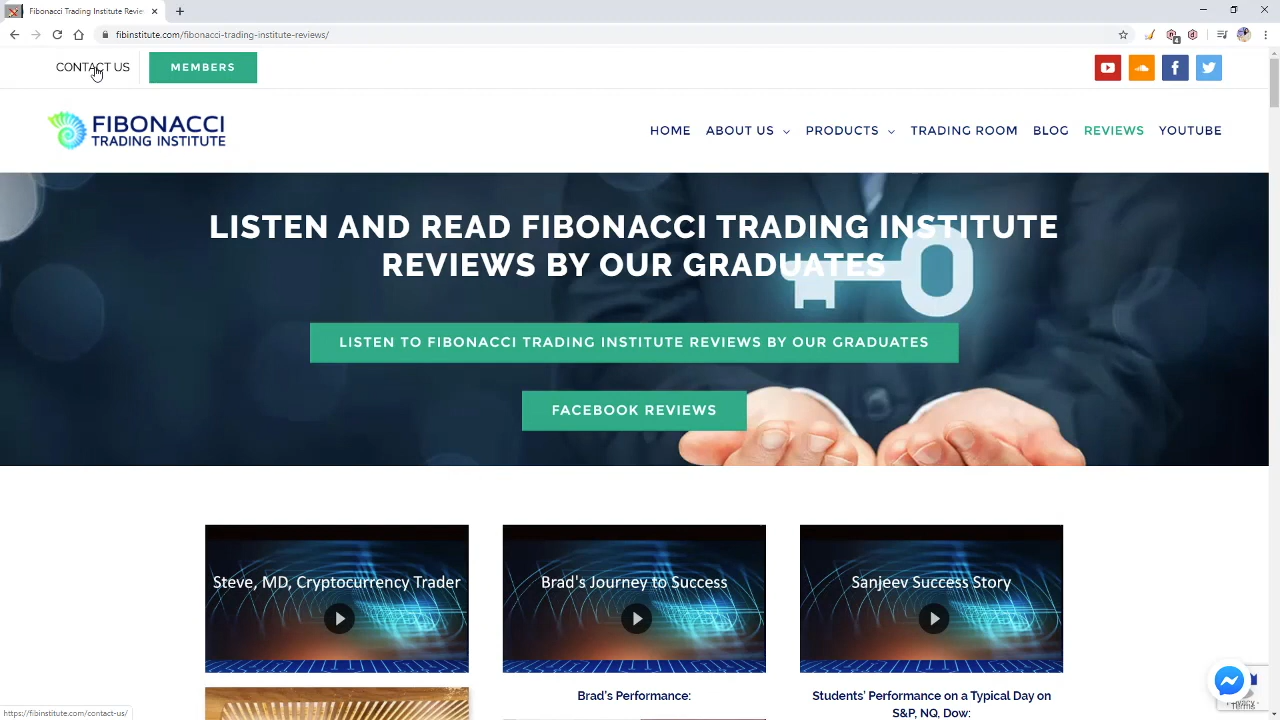 Fibonacci Trading Institute Revie
fibinstitute.com/fibonacci-trading-institute-reviews/
CONTACT US
MEMBERS
FIBONACCI
TRADING INSTITUTE
HOME
ABOUT US
PRODUCTS
TRADING ROOM
BLOG
REVIEWS
YOUTUBE
LISTEN AND READ FIBONACCI TRADING INSTITUTE
REVIEWS BY OUR GRADUATES
LISTEN TO FIBONACCI TRADING INSTITUTE REVIEWS BY OUR GRADUATES
FACEBOOK REVIEWS
Steve, MD, Cryptocurrency Trader
Brad's Journey to Success
Sanjeev Success Story
Brad's Performance:
Students' Performance on a Typical Day on
S&P, NQ, Dow:
https://fibinstitute.com/contact-us/
Privacy -
Terms